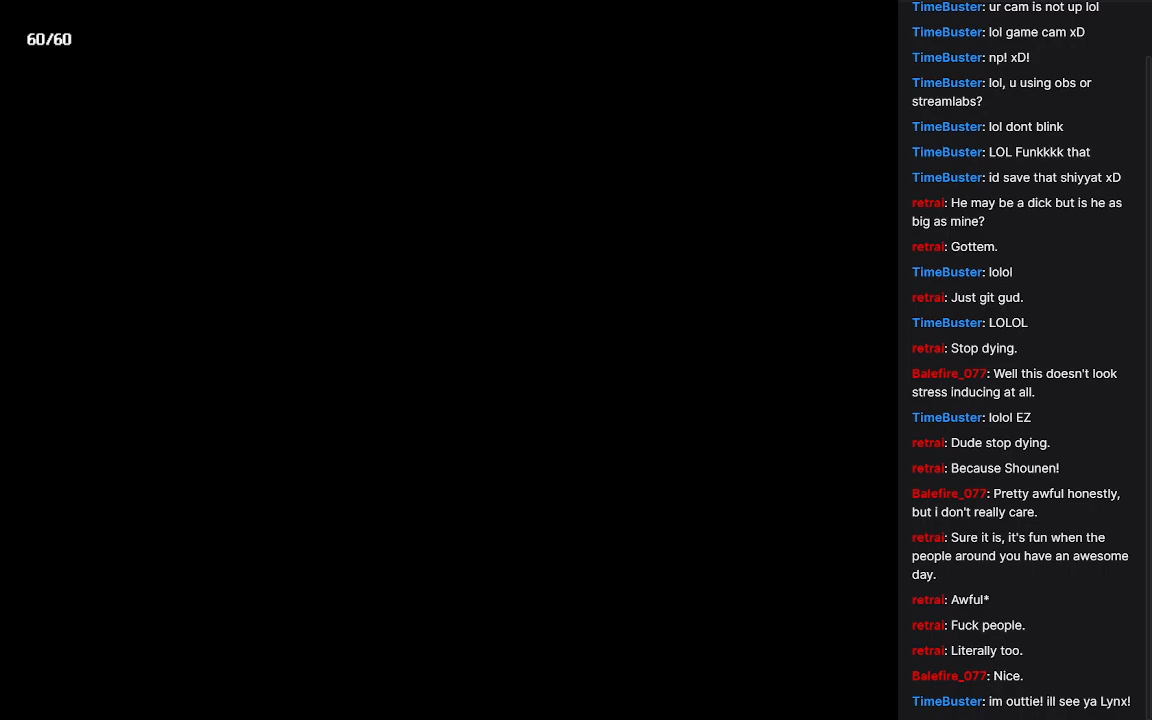 60/60
TimeBuster: ur cam is not up lol
TimeBuster: lol game cam xD
TimeBuster: np! xD!
TimeBuster: lol, u using obs or
streamlabs?
TimeBuster: lol dont blink
TimeBuster: LOL Funkkkk that
TimeBuster: id save that shiyyat xD
retrai: He may be a dick but is he as
big as mine?
retrai: Gottem.
TimeBuster: lolol
retrai: Just git gud.
TimeBuster: LOLOL
retrai: Stop dying.
Balefire_077: Well this doesn't look
stress inducing at all.
TimeBuster: lolol EZ
retrai: Dude stop dying.
retrai: Because Shounen!
Balefire_077: Pretty awful honestly,
but i don't really care.
retrai: Sure it is, it's fun when the
people around you have an awesome
day.
retrai: Awful*
retrai: Fuck people.
retrai: Literally too.
Balefire_077: Nice.
TimeBuster: im outtie! ill see ya Lynx!